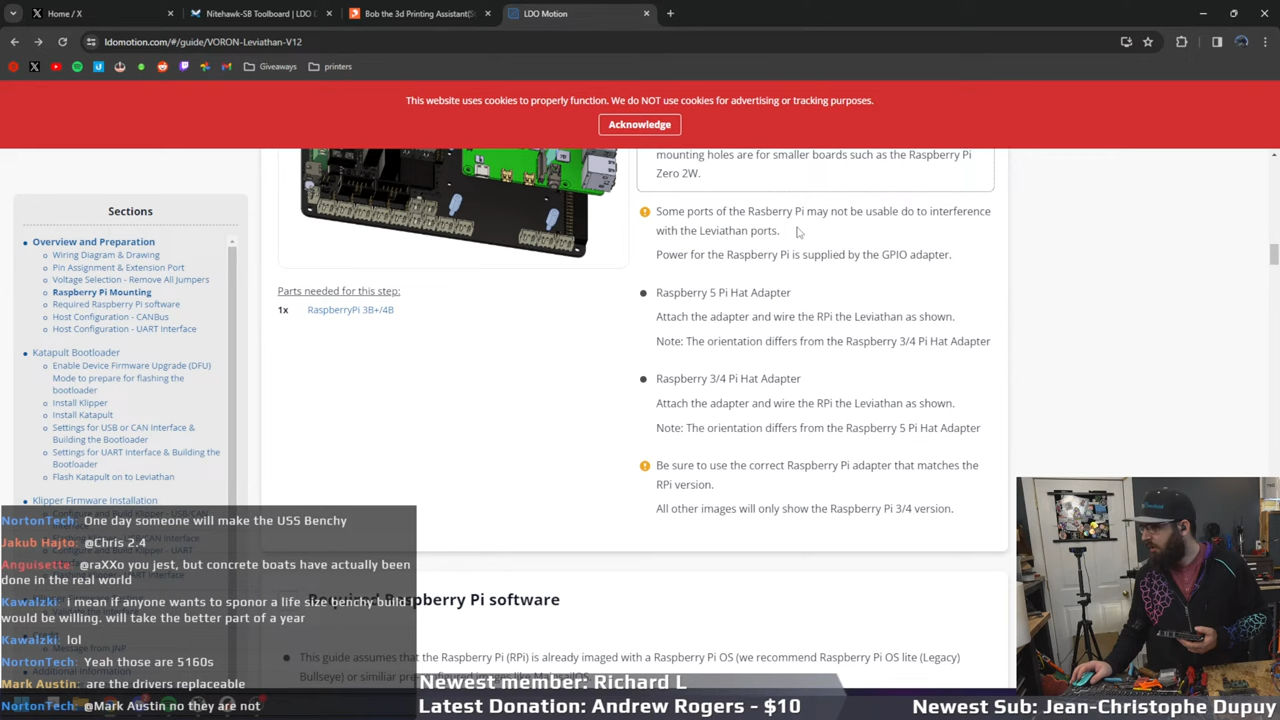 Home / X
Nitehawk-SB Toolboard | LDO D
Bob the 3d Printing Assistant(S
LDO Motion
ldomotion.com/#/guide/VORON-Leviathan-V12
Giveaways
printers
This website uses cookies to properly function. We do NOT use cookies for advertising or tracking purposes.
Acknowledge
mounting holes are for smaller boards such as the Raspberry Pi
Zero 2W.
Some ports of the Rasberry Pi may not be usable do to interference
with the Leviathan ports.
Power for the Raspberry Pi is supplied by the GPIO adapter.
Raspberry 5 Pi Hat Adapter
Attach the adapter and wire the RPi the Leviathan as shown.
Note: The orientation differs from the Raspberry 3/4 Pi Hat Adapter
Raspberry 3/4 Pi Hat Adapter
Attach the adapter and wire the RPi the Leviathan as shown.
Note: The orientation differs from the Raspberry 5 Pi Hat Adapter
Be sure to use the correct Raspberry Pi adapter that matches the
RPi version.
All other images will only show the Raspberry Pi 3/4 version.
Parts needed for this step:
1x RaspberryPi 3B+/4B
Sections
Overview and Preparation
Wiring Diagram & Drawing
Pin Assignment & Extension Port
Voltage Selection - Remove All Jumpers
Raspberry Pi Mounting
Required Raspberry Pi software
Host Configuration - CANBus
Host Configuration - UART Interface
Katapult Bootloader
Enable Device Firmware Upgrade (DFU)
Mode to prepare for flashing the
bootloader
Install Klipper
Install Katapult
Settings for USB or CAN Interface &
Building the Bootloader
Settings for UART Interface & Building the
Bootloader
Flash Katapult on to Leviathan
Klipper Firmware Installation
Configure and Build Klipper - USB/CAN
Required Raspberry Pi software
This guide assumes that the Raspberry Pi (RPi) is already imaged with a Raspberry Pi OS (we recommend Raspberry Pi OS lite (Legacy)
Bullseye) or similiar
NortonTech: One day someone will make the USS Benchy
Jakub Hajto: @Chris 2.4
Anguisette: @raXXo you jest, but concrete boats have actually been
done in the real world
Kawalzki: i mean if anyone wants to sponor a life size benchy build i
would be willing. will take the better part of a year
Kawalzki: lol
NortonTech: Yeah those are 5160s
Mark Austin: are the drivers replaceable
NortonTech: @Mark Austin no they are not
Newest member: Richard L
Latest Donation: Andrew Rogers - $10
Newest Sub: Jean-Christophe Dupuy